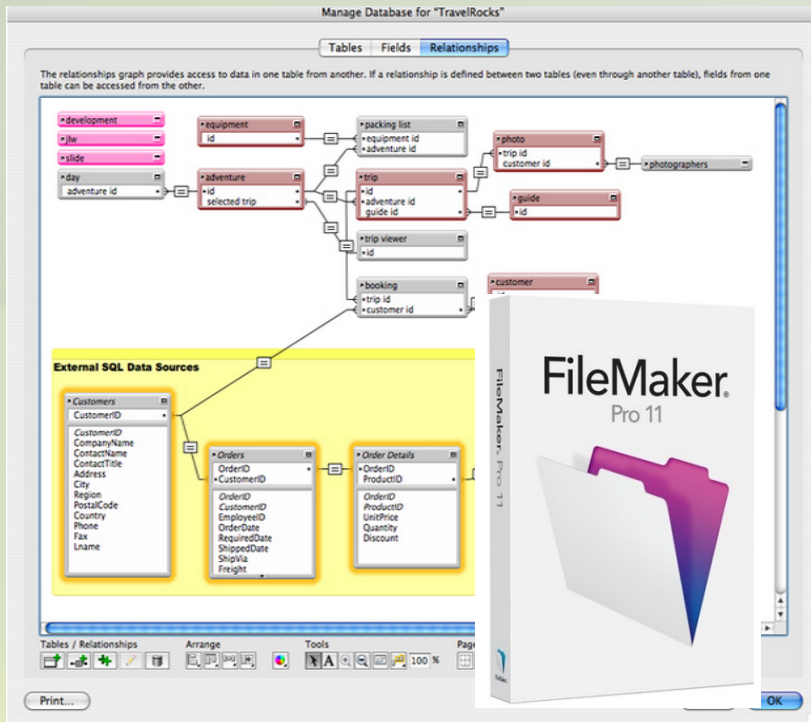 Manage Database for "TravelRocks"
Tables Fields Relationships
The relationships graph provides access to data in one table from another. If a relationship is defined between two tables (even through another table), fields from one
table can be accessed from the other.
development
jlw
slide
day
adventure id
equipment
id
adventure
id
selected trip
packing list
equipment id
adventure id
trip
id
adventure id
guide id
trip viewer
id
booking
trip id
customer id
photo
trip id
customer id
photographers
guide
id
customer
External SQL Data Sources
Customers
CustomerID
CustomerID
CompanyName
ContactName
ContactTitle
Address
City
Region
PostalCode
Country
Phone
Fax
Lname
Orders
OrderID
CustomerID
OrderID
CustomerID
EmployeeID
OrderDate
RequiredDate
ShippedDate
ShipVia
Freight
Order Details
OrderID
ProductID
OrderID
ProductID
UnitPrice
Quantity
Discount
FileMaker®
Pro 11
FileMaker Pro 11
Tables / Relationships
Arrange
Tools
A
100 %
Print...
OK